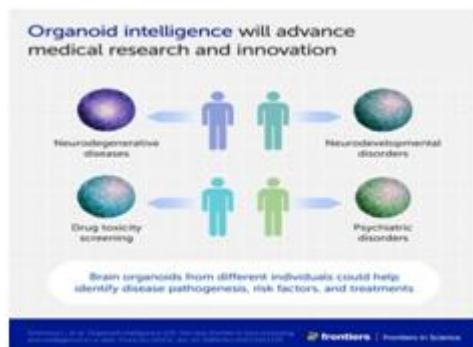 Organoid intelligence will advance
medical research and innovation
Neurodegenerative
diseases
Neurodevelopmental
disorders
Drug toxicity
screening
Psychiatric
disorders
Brain organoids from different individuals could help
identify disease pathogenesis, risk factors, and treatments
frontiers | Frontiers in Science